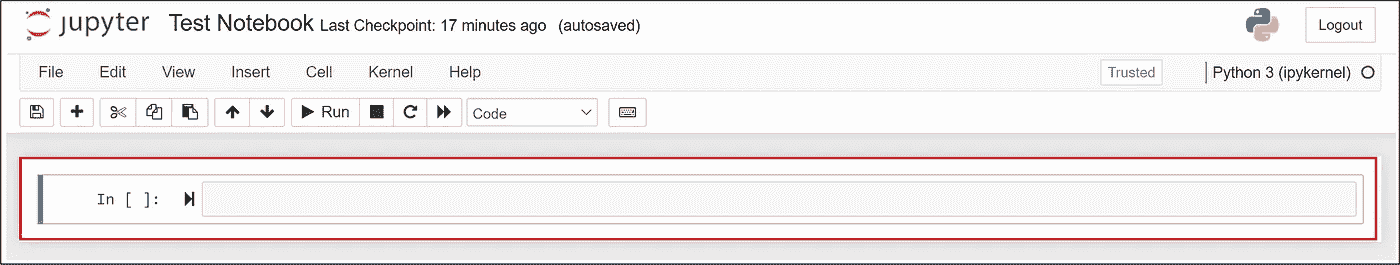 jupyter Test Notebook Last Checkpoint: 17 minutes ago (autosaved) Logout
File Edit View Insert Cell Kernel Help Trusted Python 3 (ipykernel)
Run Code
In [ ]: